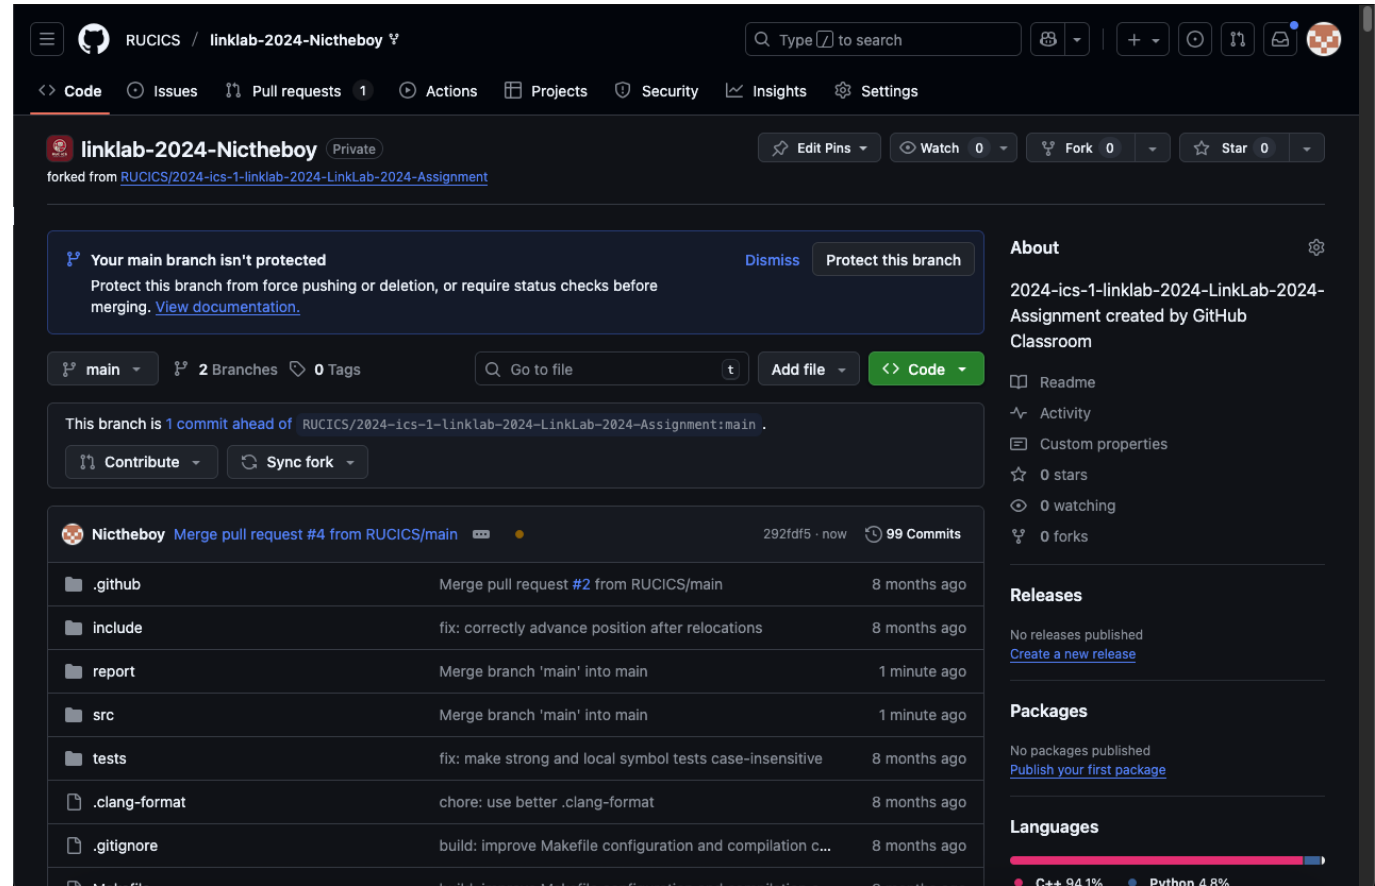 RUCICS / linklab-2024-Nictheboy
Type / to search
Code Issues Pull requests 1 Actions Projects Security Insights Settings
linklab-2024-Nictheboy Private
Edit Pins Watch 0 Fork 0 Star 0
forked from RUCICS/2024-ics-1-linklab-2024-LinkLab-2024-Assignment
Your main branch isn't protected
Dismiss Protect this branch
Protect this branch from force pushing or deletion, or require status checks before
merging. View documentation.
main 2 Branches 0 Tags Go to file t Add file Code
This branch is 1 commit ahead of RUCICS/2024-ics-1-linklab-2024-LinkLab-2024-Assignment:main .
Contribute Sync fork
Nictheboy Merge pull request #4 from RUCICS/main 292fdf5 · now 99 Commits
.github Merge pull request #2 from RUCICS/main 8 months ago
include fix: correctly advance position after relocations 8 months ago
report Merge branch 'main' into main 1 minute ago
src Merge branch 'main' into main 1 minute ago
tests fix: make strong and local symbol tests case-insensitive 8 months ago
.clang-format chore: use better .clang-format 8 months ago
.gitignore build: improve Makefile configuration and compilation c... 8 months ago
About
2024-ics-1-linklab-2024-LinkLab-2024-
Assignment created by GitHub
Classroom
Readme
Activity
Custom properties
0 stars
0 watching
0 forks
Releases
No releases published
Create a new release
Packages
No packages published
Publish your first package
Languages
C++ 94.1% Python 4.8%